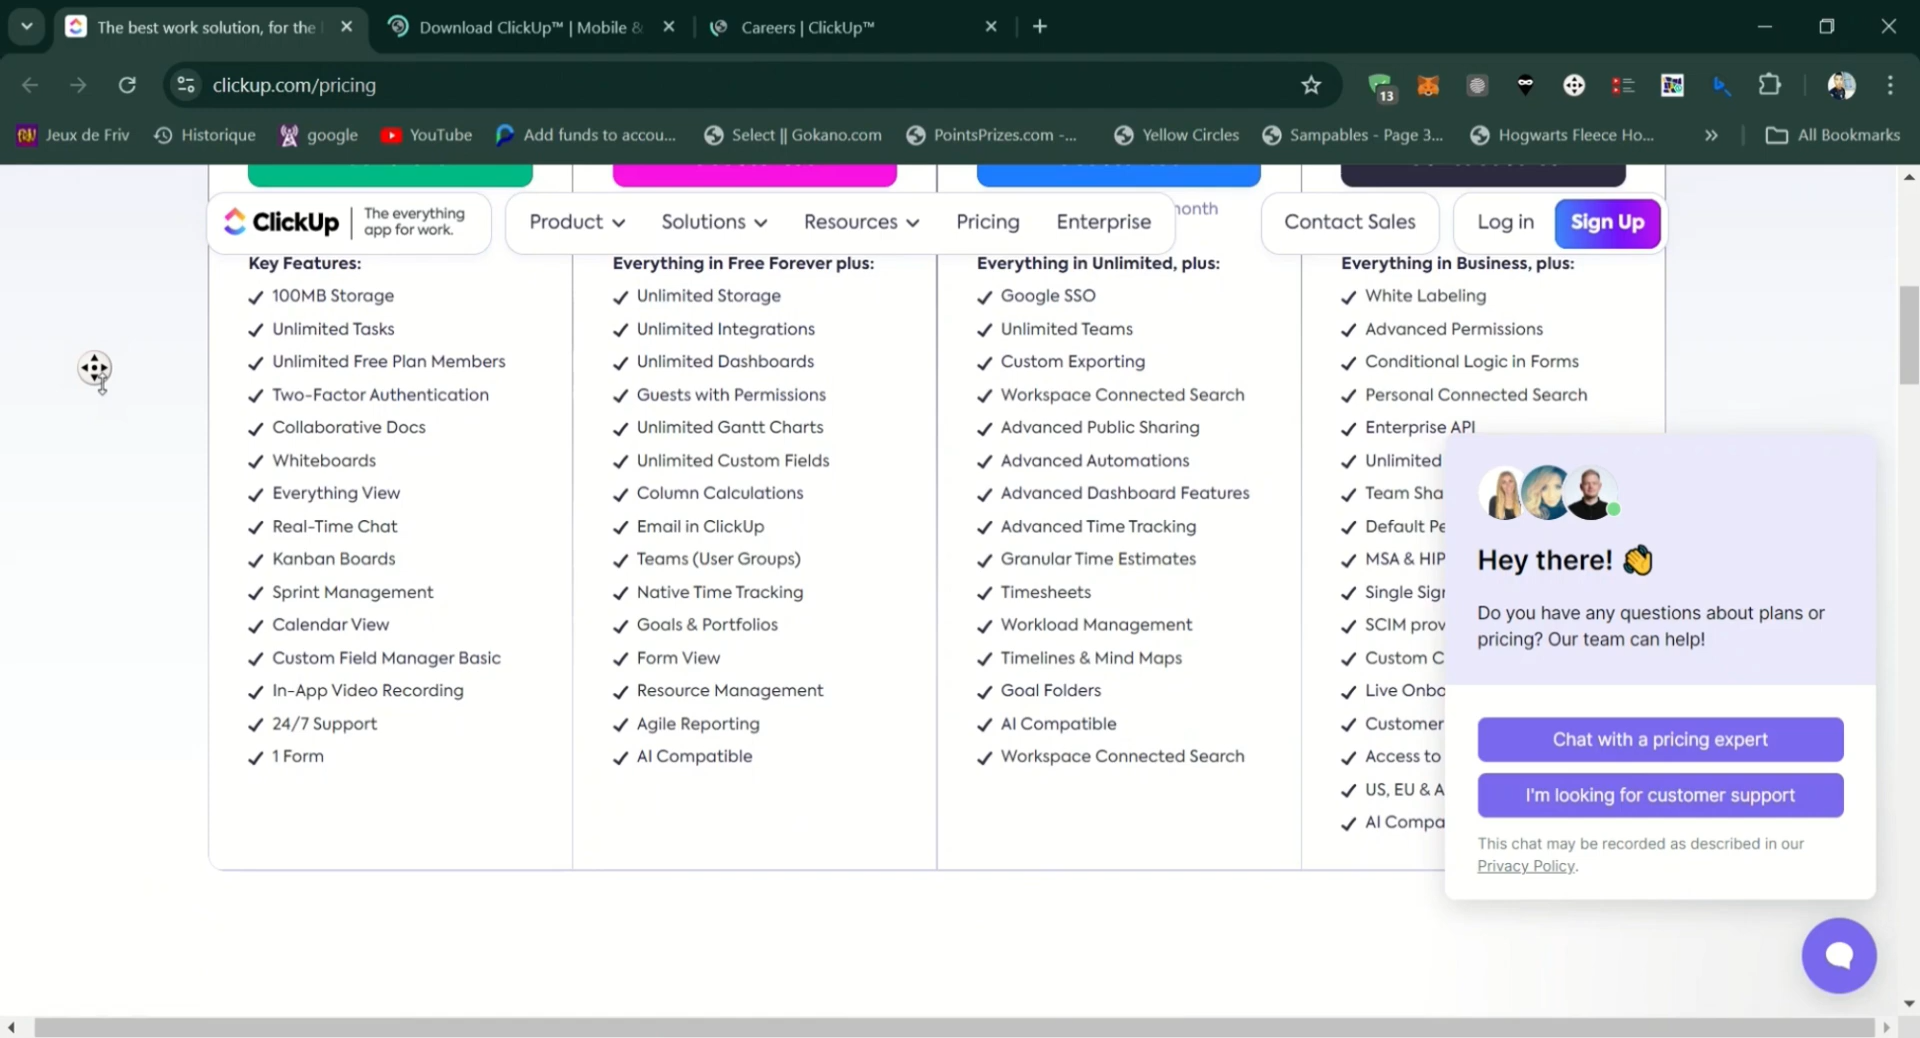 The best work solution, for the
Download ClickUp™ | Mobile &
Careers | ClickUp™
clickup.com/pricing
13
Jeux de Friv
Historique
google
YouTube
Add funds to accou...
Select || Gokano.com
PointsPrizes.com -...
Yellow Circles
Sampables - Page 3...
Hogwarts Fleece Ho...
All Bookmarks
ClickUp
The everything
app for work.
Product
Solutions
Resources
Pricing
Enterprise
month
Contact Sales
Log in
Sign Up
Key Features:
100MB Storage
Unlimited Tasks
Unlimited Free Plan Members
Two-Factor Authentication
Collaborative Docs
Whiteboards
Everything View
Real-Time Chat
Kanban Boards
Sprint Management
Calendar View
Custom Field Manager Basic
In-App Video Recording
24/7 Support
1 Form
Everything in Free Forever plus:
Unlimited Storage
Unlimited Integrations
Unlimited Dashboards
Guests with Permissions
Unlimited Gantt Charts
Unlimited Custom Fields
Column Calculations
Email in ClickUp
Teams (User Groups)
Native Time Tracking
Goals & Portfolios
Form View
Resource Management
Agile Reporting
AI Compatible
Everything in Unlimited, plus:
Google SSO
Unlimited Teams
Custom Exporting
Workspace Connected Search
Advanced Public Sharing
Advanced Automations
Advanced Dashboard Features
Advanced Time Tracking
Granular Time Estimates
Timesheets
Workload Management
Timelines & Mind Maps
Goal Folders
AI Compatible
Workspace Connected Search
Everything in Business, plus:
White Labeling
Advanced Permissions
Conditional Logic in Forms
Personal Connected Search
Enterprise API
Unlimited
Team Sha
Default Pe
MSA & HIP
Single Sign
SCIM prov
Custom C
Live Onbo
Customer
Access to
US, EU & A
AI Compa
Hey there!
Do you have any questions about plans or
pricing? Our team can help!
Chat with a pricing expert
I'm looking for customer support
This chat may be recorded as described in our
Privacy Policy.